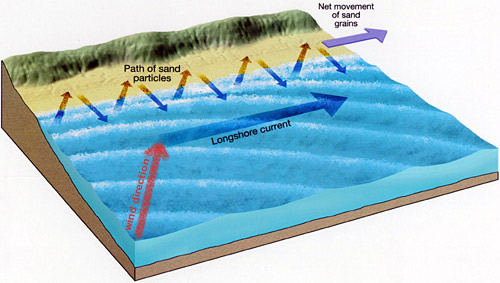 Net movement
of sand
grains
Path of sand
particles
Longshore current
wind direction